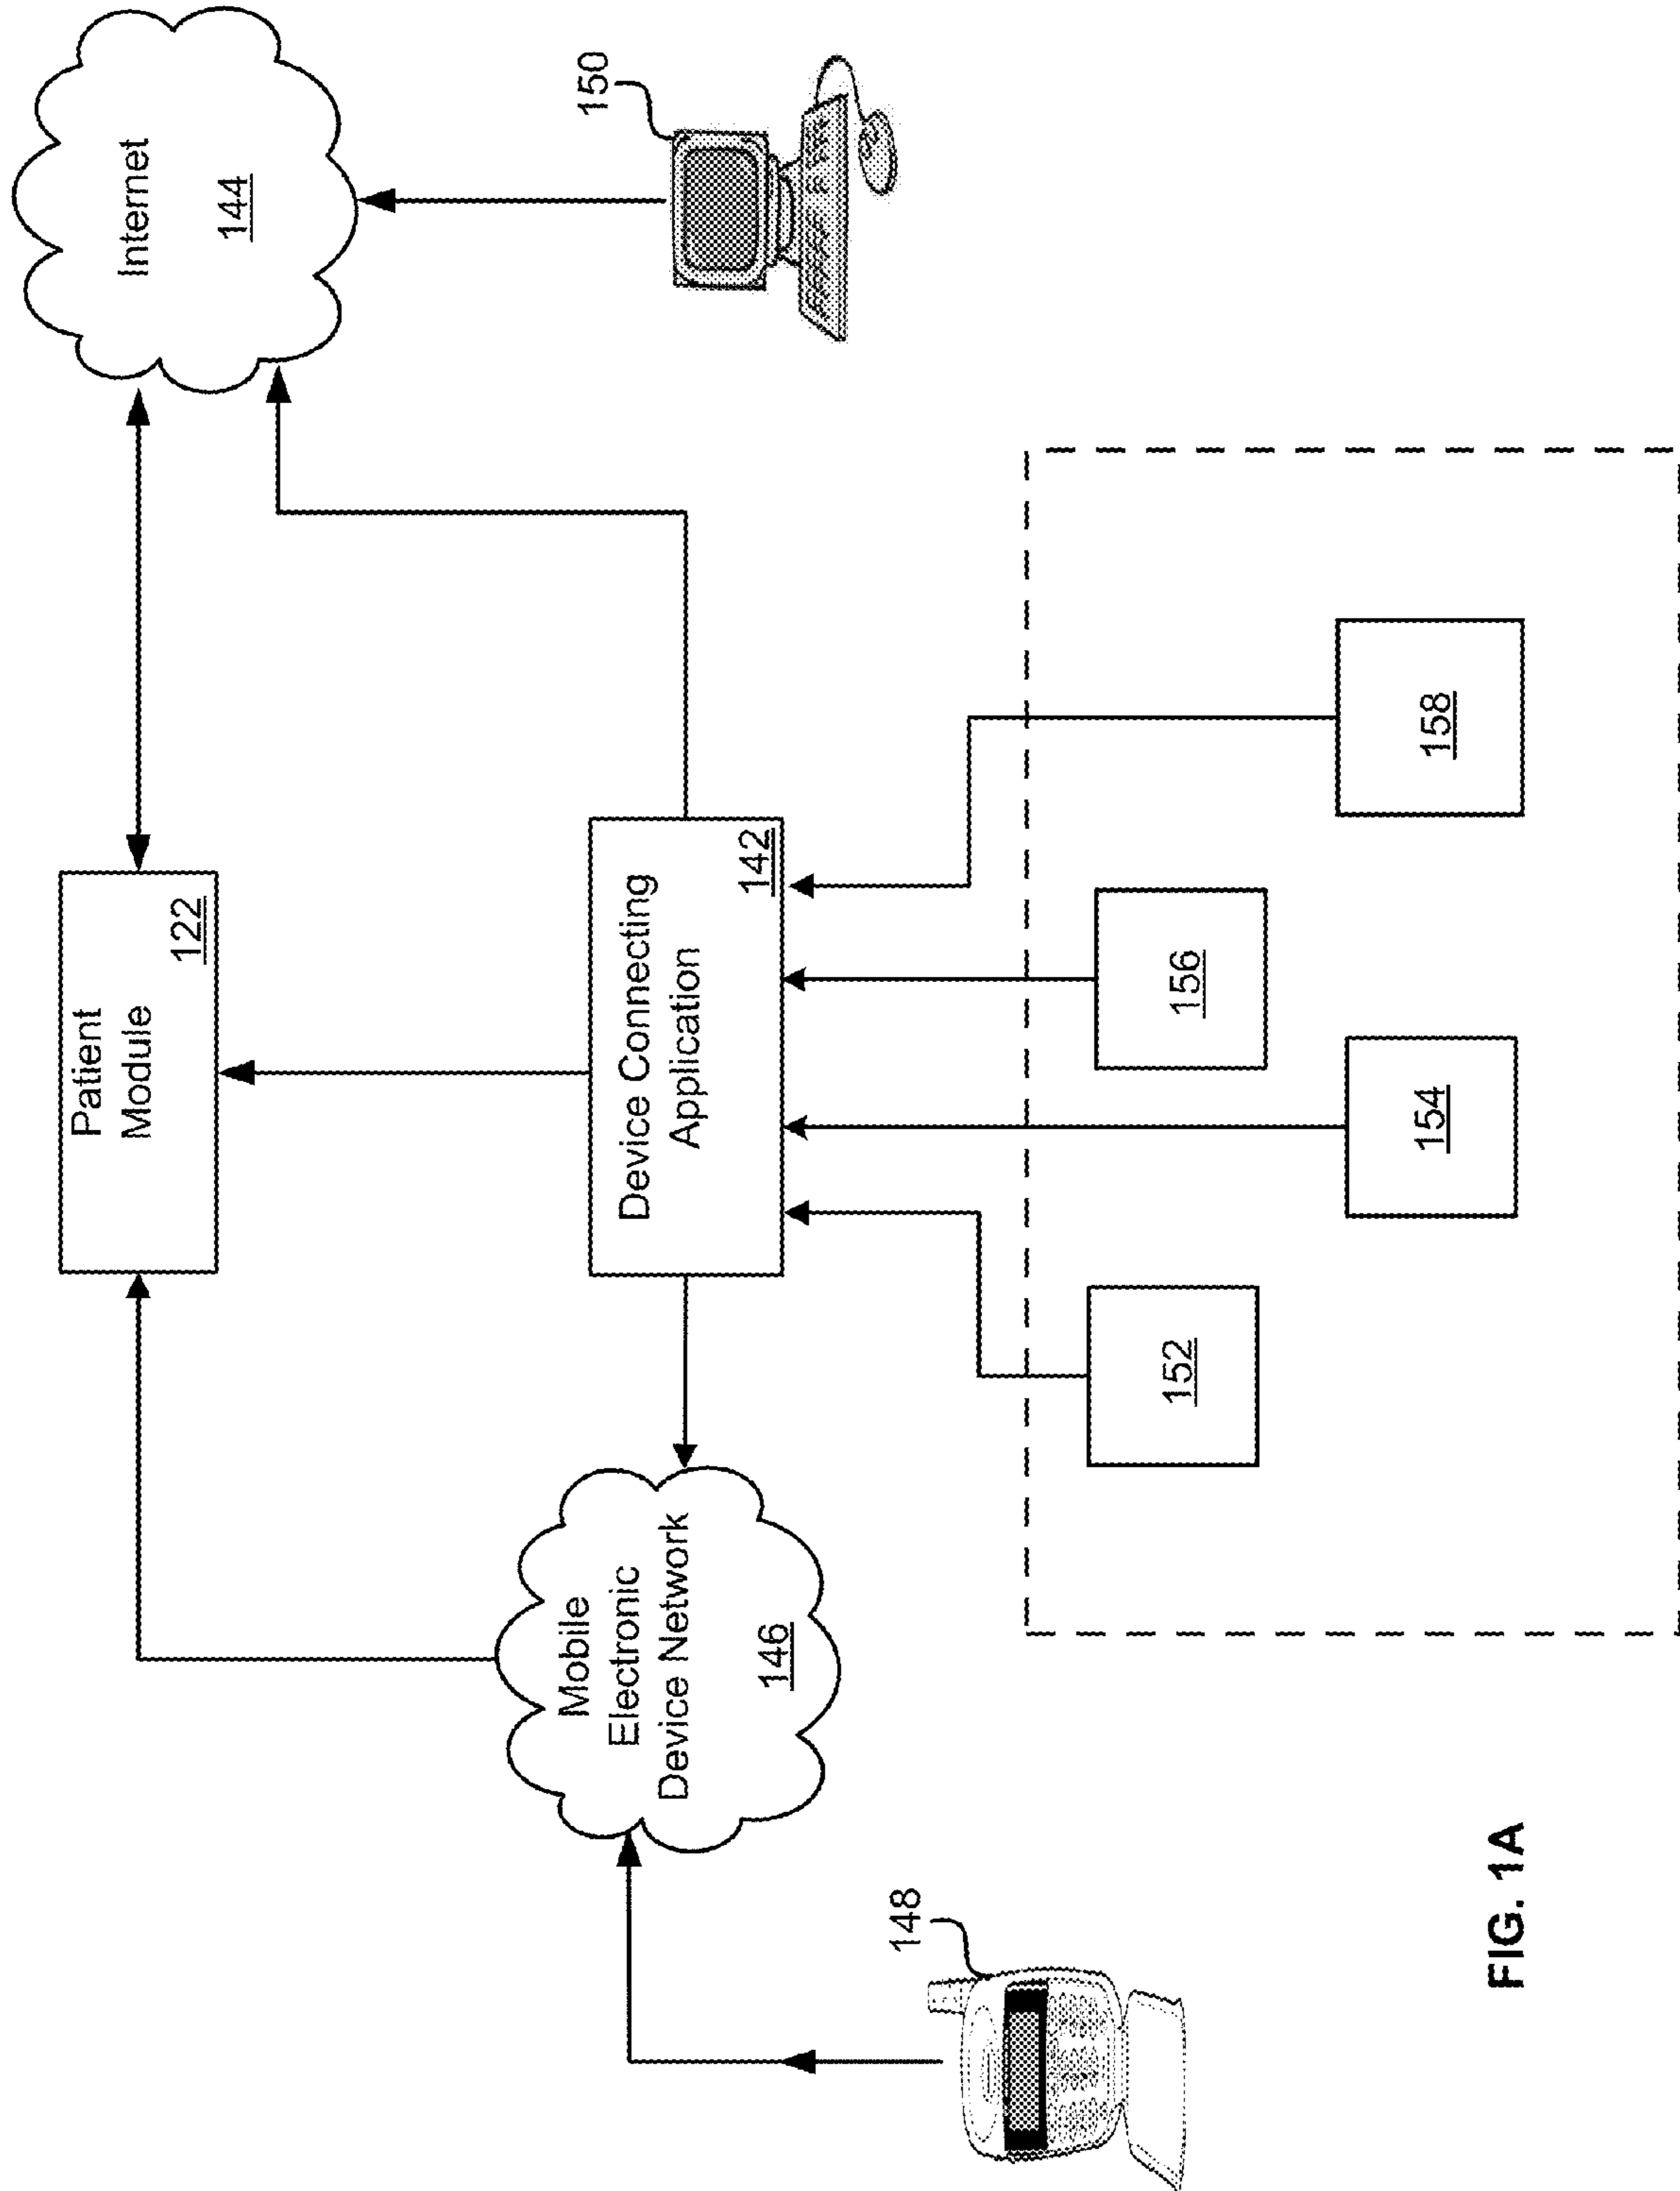 Patient
Module
122
Internet
144
Mobile
Electronic
Device Network
146
Device Connecting
Application
142
150
148
152
154
156
158
FIG. 1A